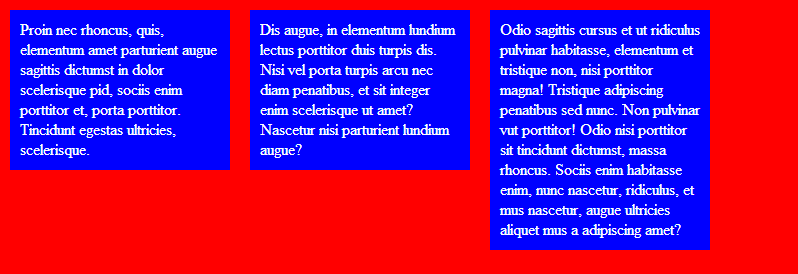 Proin nec rhoncus, quis,
elementum amet parturient augue
sagittis dictumst in dolor
scelerisque pid, sociis enim
porttitor et, porta porttitor.
Tincidunt egestas ultricies,
scelerisque.
Dis augue, in elementum lundium
lectus porttitor duis turpis dis.
Nisi vel porta turpis arcu nec
diam penatibus, et sit integer
enim scelerisque ut amet?
Nascetur nisi parturient lundium
augue?
Odio sagittis cursus et ut ridiculus
pulvinar habitasse, elementum et
tristique non, nisi porttitor
magna! Tristique adipiscing
penatibus sed nunc. Non pulvinar
vut porttitor! Odio nisi porttitor
sit tincidunt dictumst, massa
rhoncus. Sociis enim habitasse
enim, nunc nascetur, ridiculus, et
mus nascetur, augue ultricies
aliquet mus a adipiscing amet?